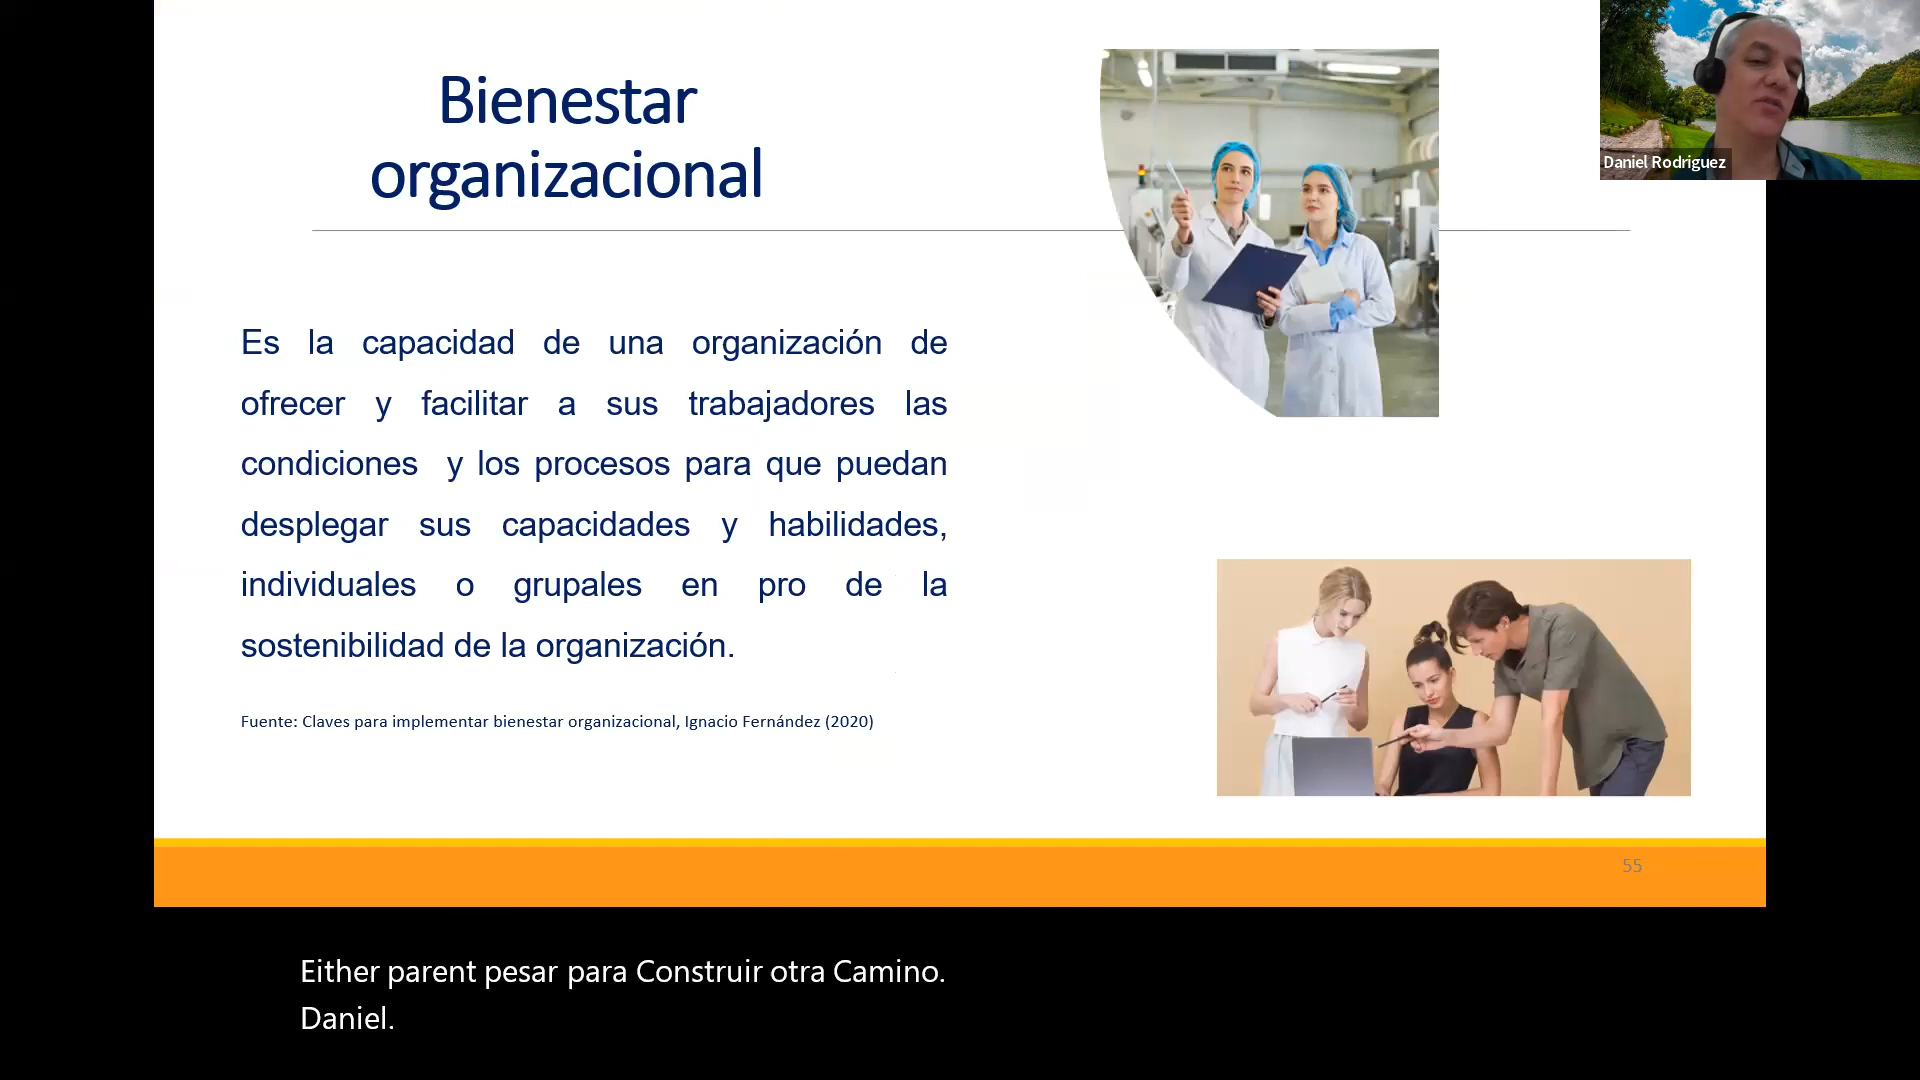 Bienestar
organizacional
Daniel Rodriguez
Es la capacidad de una organización de
ofrecer y facilitar a sus trabajadores las
condiciones y los procesos para que puedan
desplegar sus capacidades y habilidades,
individuales o grupales en pro de la
sostenibilidad de la organización.
Fuente: Claves para implementar bienestar organizacional, Ignacio Fernández (2020)
55
Either parent pesar para Construir otra Camino.
Daniel.